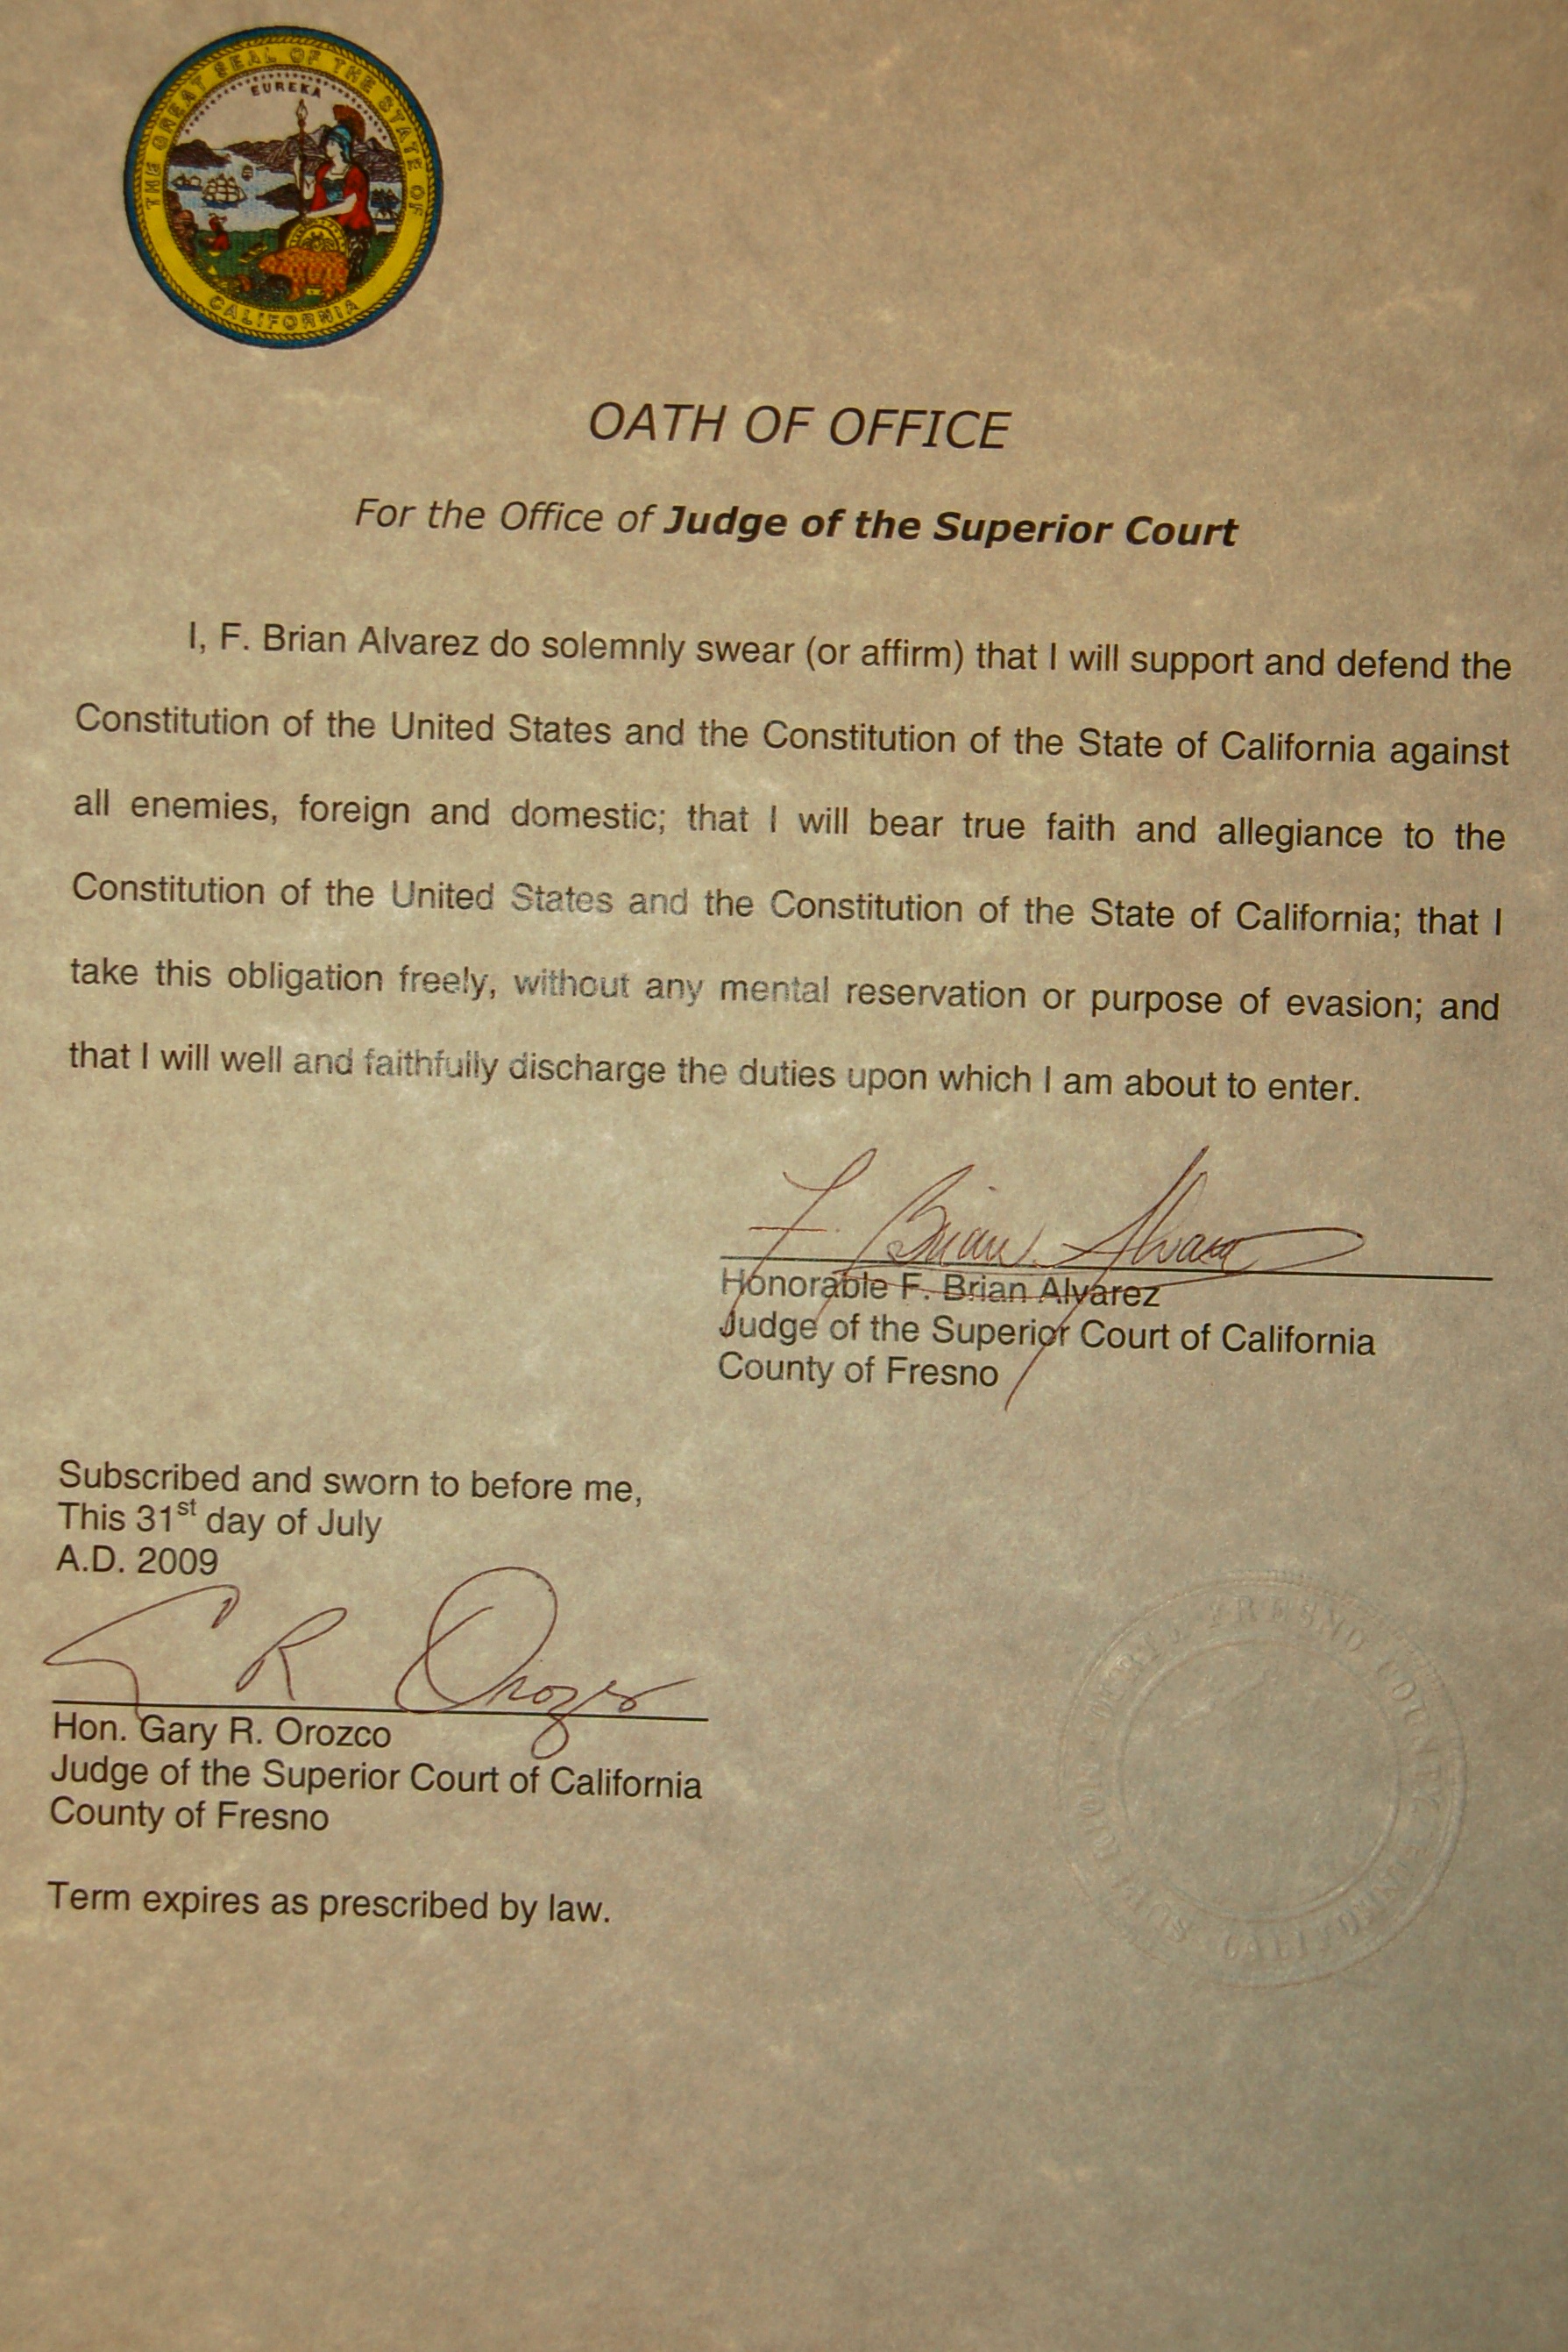 THE GREAT SEAL OF THE STATE OF
EUREKA
CALIFORNIA
OATH OF OFFICE
For the Office of Judge of the Superior Court
I, F. Brian Alvarez do solemnly swear (or affirm) that I will support and defend the
Constitution of the United States and the Constitution of the State of California against
all enemies, foreign and domestic; that I will bear true faith and allegiance to the
Constitution of the United States and the Constitution of the State of California; that I
take this obligation freely, without any mental reservation or purpose of evasion; and
that I will well and faithfully discharge the duties upon which I am about to enter.
F. Brian Alvarez
Honorable F. Brian Alvarez
Judge of the Superior Court of California
County of Fresno
Subscribed and sworn to before me,
This 31st day of July
A.D. 2009
G R Orozco
Hon. Gary R. Orozco
Judge of the Superior Court of California
County of Fresno
Term expires as prescribed by law.
FRESNO COUNTY
CALIFORNIA